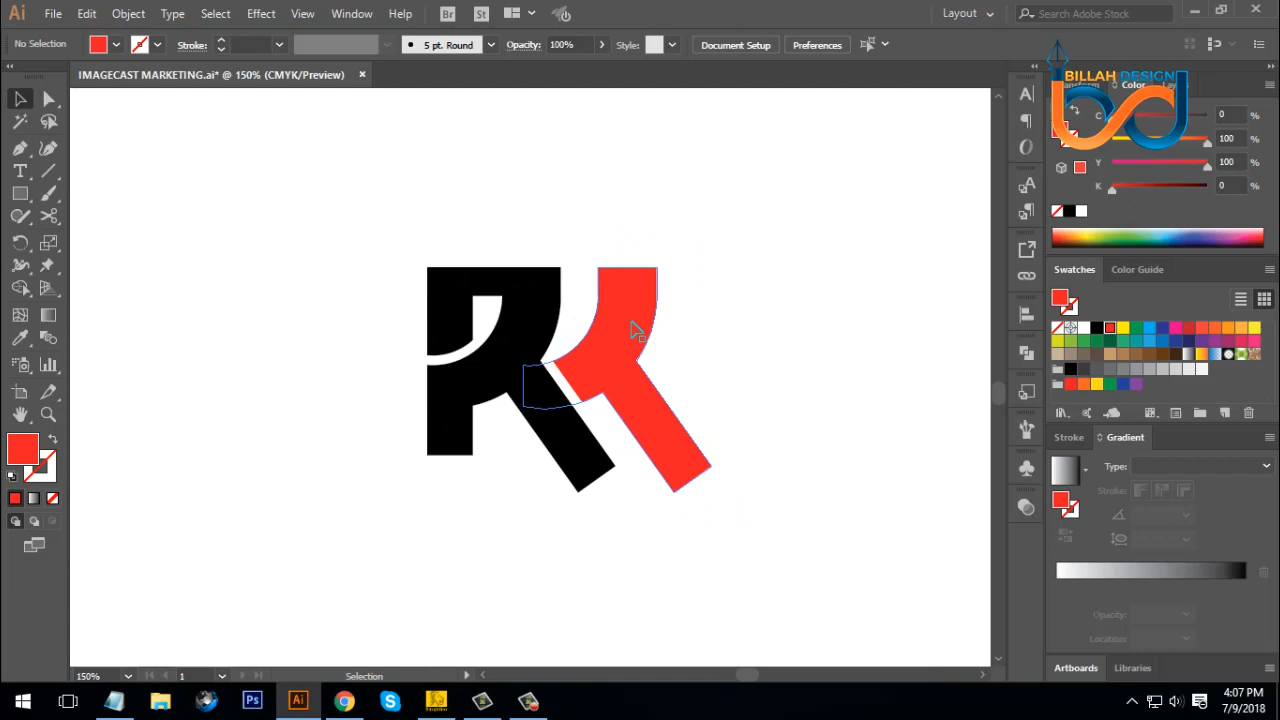 Ai File Edit Object Type Select Effect View Window Help Br St Layout Search Adobe Stock
No Selection Stroke: 5 pt. Round Opacity: 100% Style: Document Setup Preferences
IMAGECAST MARKETING.ai* @ 150% (CMYK/Preview)
BILLAH DESIGN
Color
C 0 %
100 %
Y 100 %
K 0 %
Swatches Color Guide
R
Stroke Gradient
Type:
Stroke:
Opacity:
Location:
Artboards Libraries
150% 1 Selection
Ps Ai
4:07 PM
7/9/2018